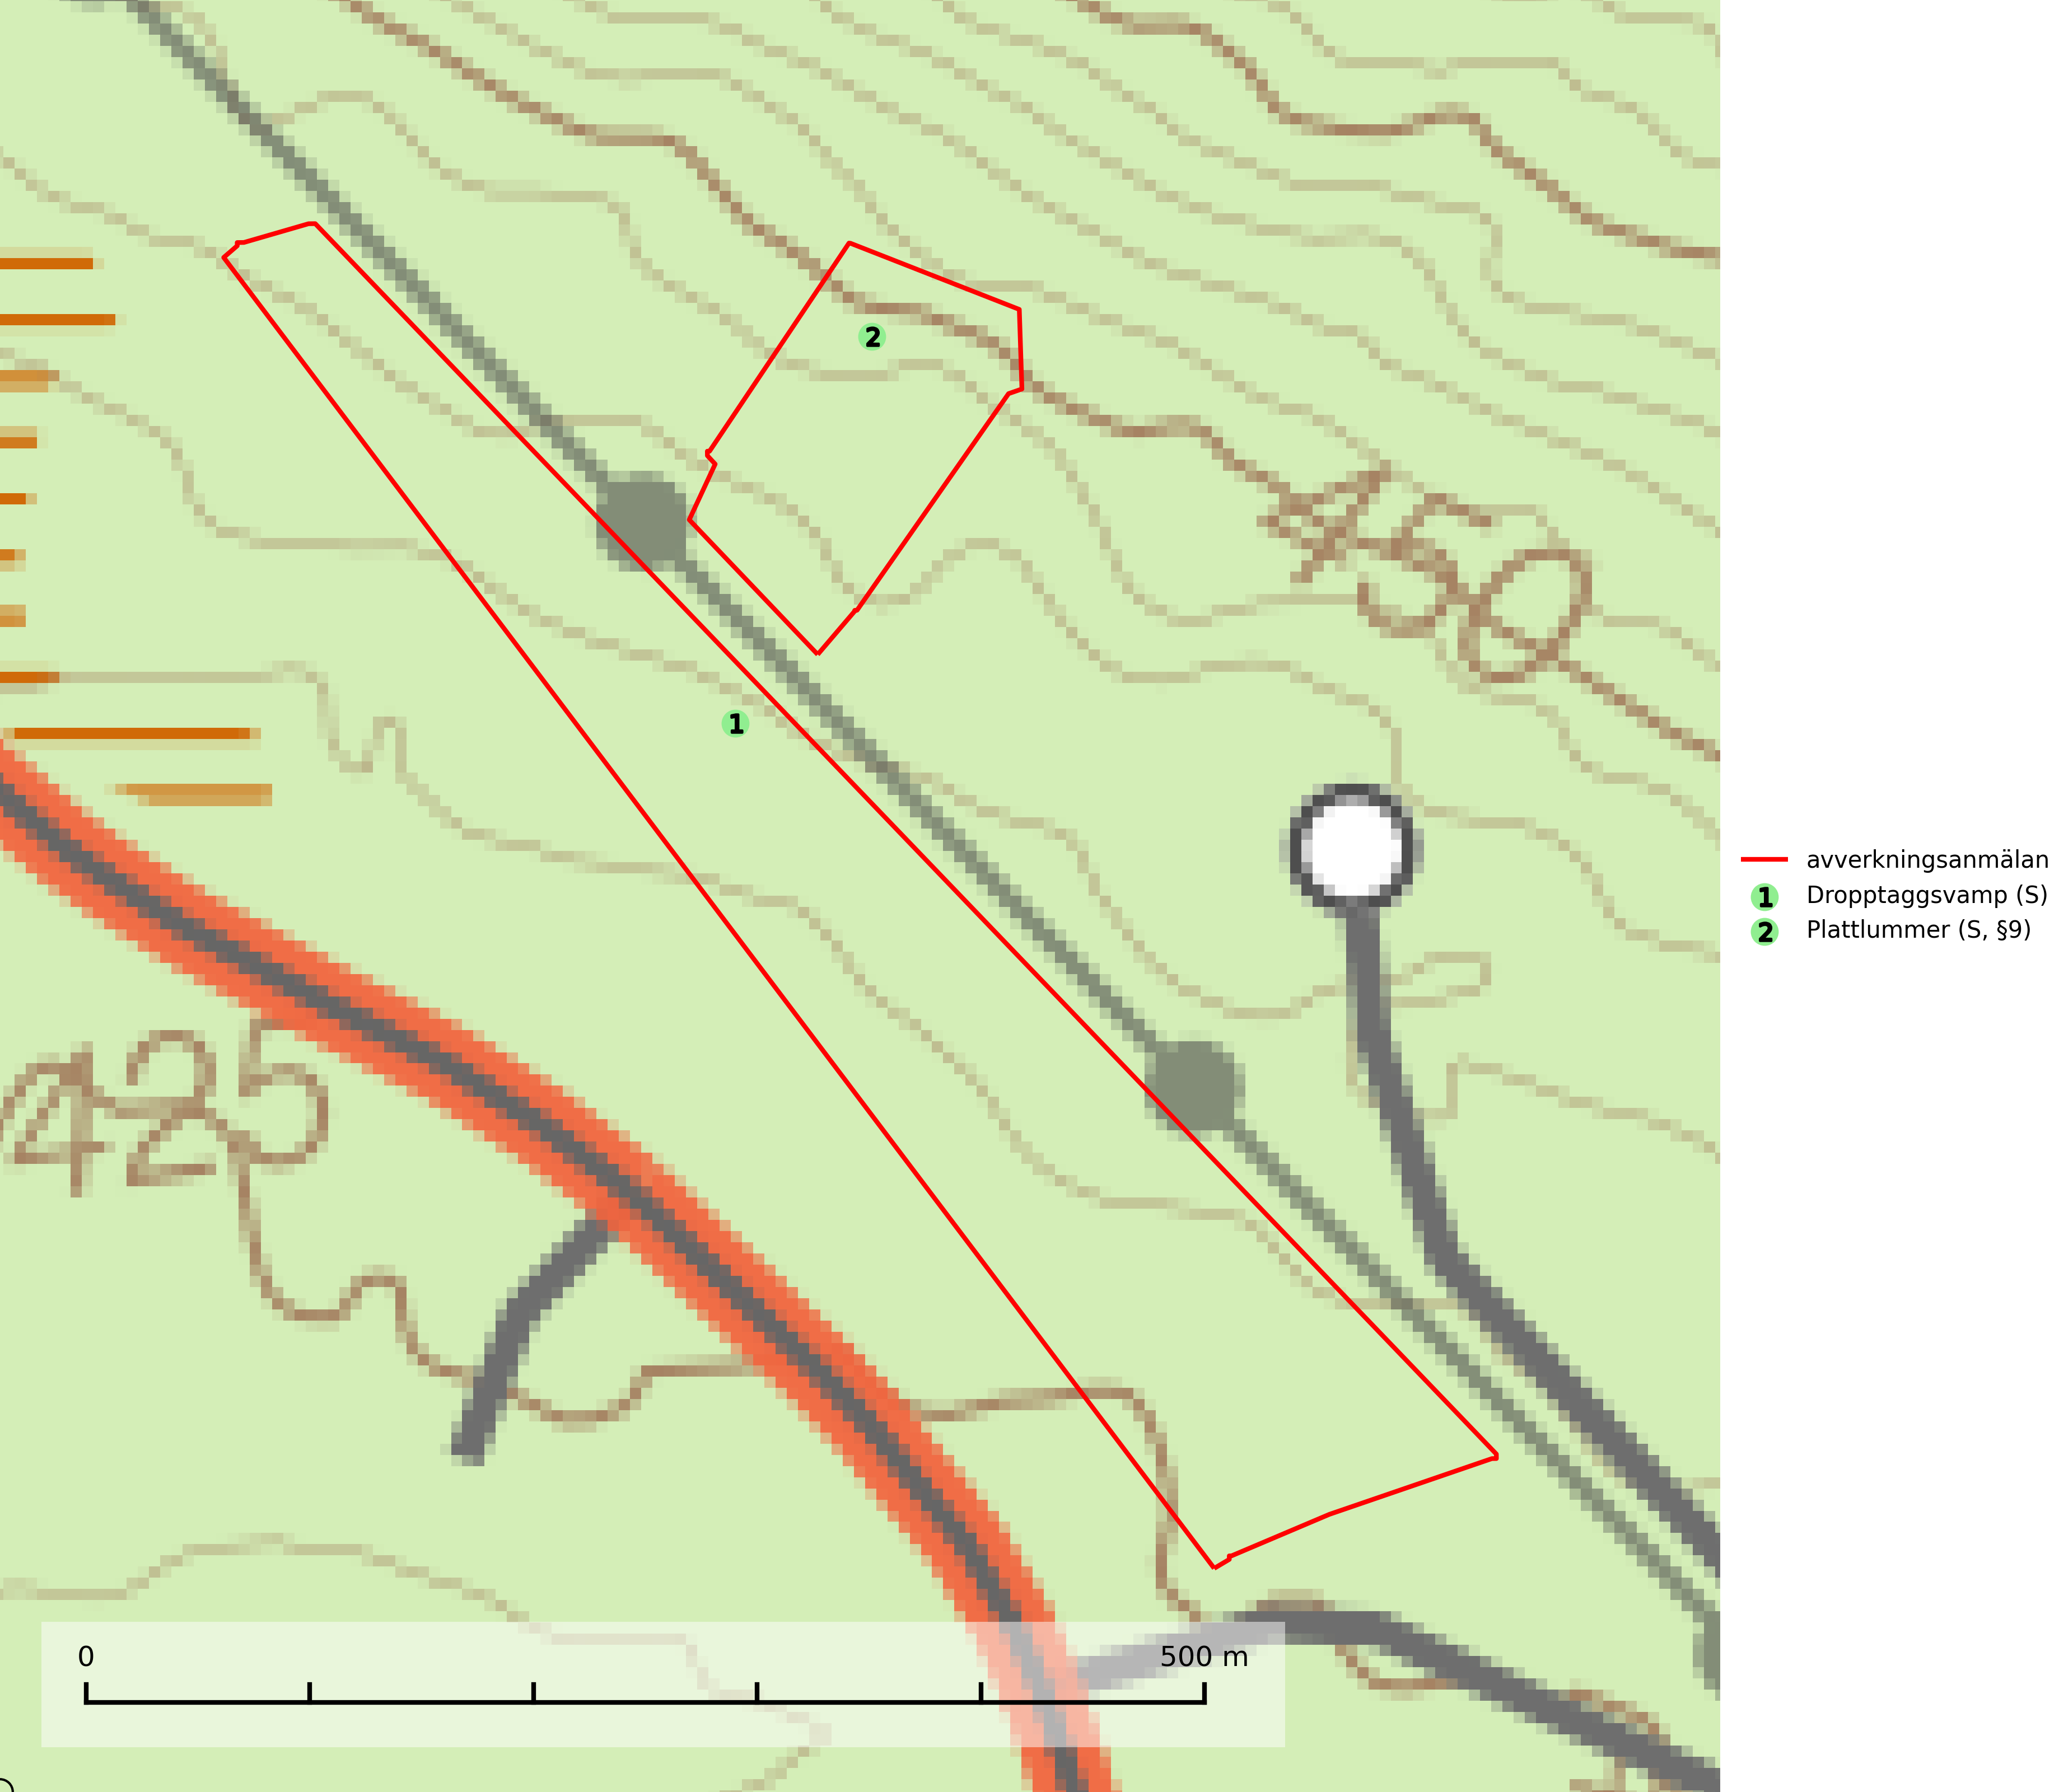 2
450
1
avverkningsanmälan
1 Dropptaggsvamp (S)
2 Plattlummer (S, §9)
425
0 500 m